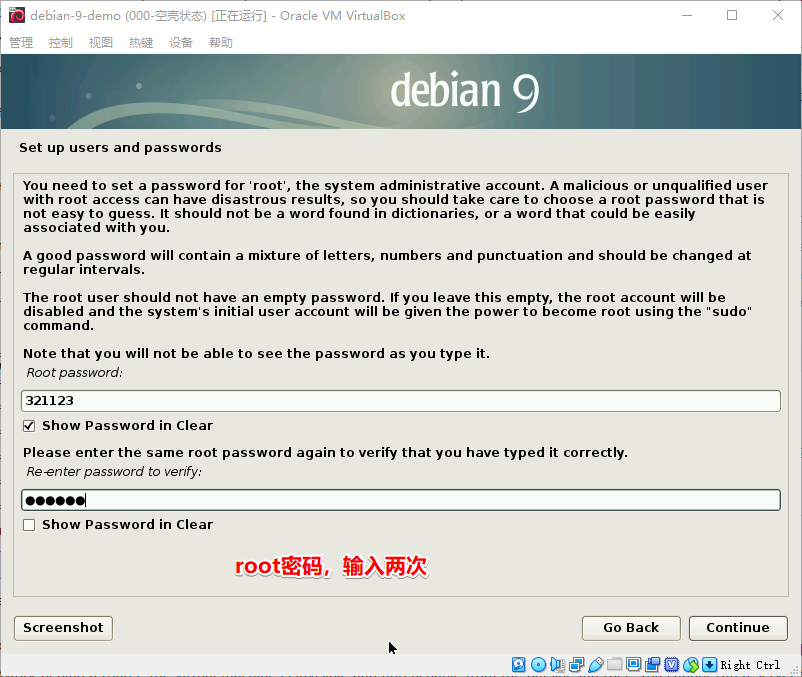 debian-9-demo (000-空壳状态) [正在运行] - Oracle VM VirtualBox
管理 控制 视图 热键 设备 帮助
debian 9
Set up users and passwords
You need to set a password for 'root', the system administrative account. A malicious or unqualified user
with root access can have disastrous results, so you should take care to choose a root password that is
not easy to guess. It should not be a word found in dictionaries, or a word that could be easily
associated with you.
A good password will contain a mixture of letters, numbers and punctuation and should be changed at
regular intervals.
The root user should not have an empty password. If you leave this empty, the root account will be
disabled and the system's initial user account will be given the power to become root using the "sudo"
command.
Note that you will not be able to see the password as you type it.
Root password:
321123
Show Password in Clear
Please enter the same root password again to verify that you have typed it correctly.
Re-enter password to verify:
●●●●●●
Show Password in Clear
root密码，输入两次
Screenshot Go Back Continue
Right Ctrl